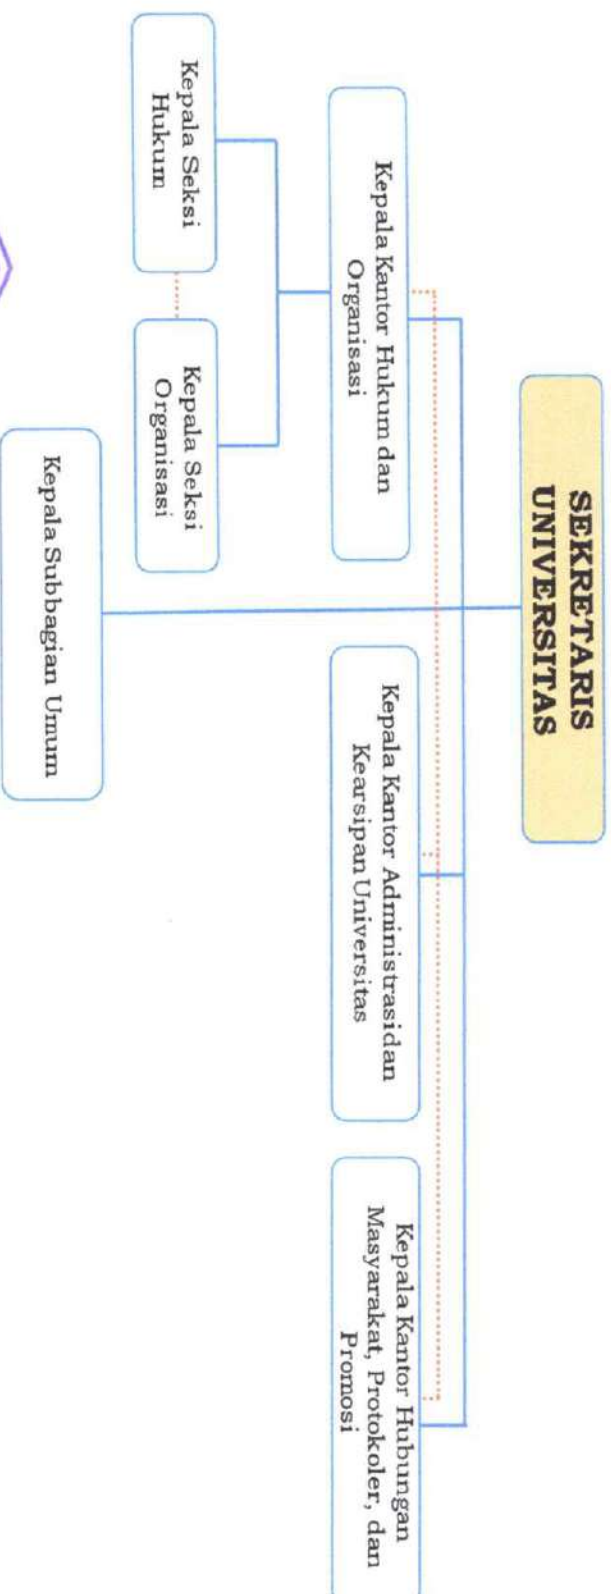 SEKRETARIS
UNIVERSITAS
Kepala Kantor Hukum dan
Organisasi
Kepala Kantor Administrasidan
Kearsipan Universitas
Kepala Kantor Hubungan
Masyarakat, Protokoler, dan
Promosi
Kepala Seksi
Hukum
Kepala Seksi
Organisasi
Kepala Subbagian Umum